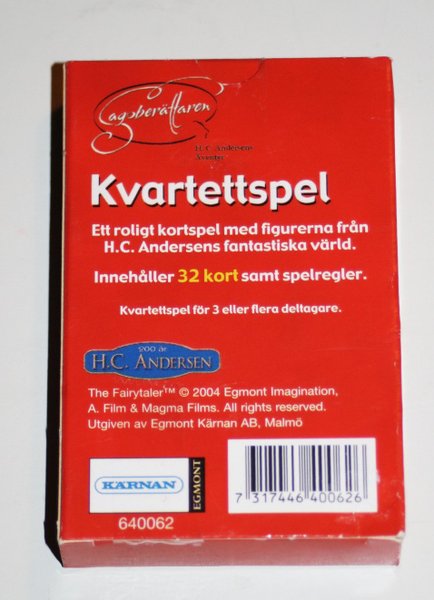 Sagoberättaren
H.C. Andersens
Äventyr
Kvartettspel
Ett roligt kortspel med figurerna från
H.C. Andersens fantastiska värld.
Innehåller 32 kort samt spelregler.
Kvartettspel för 3 eller flera deltagare.
200 år
H.C. ANDERSEN
The Fairytaler™ © 2004 Egmont Imagination,
A. Film & Magma Films. All rights reserved.
Utgiven av Egmont Kärnan AB, Malmö
KÄRNAN
EGMONT
640062
7 317446 400626